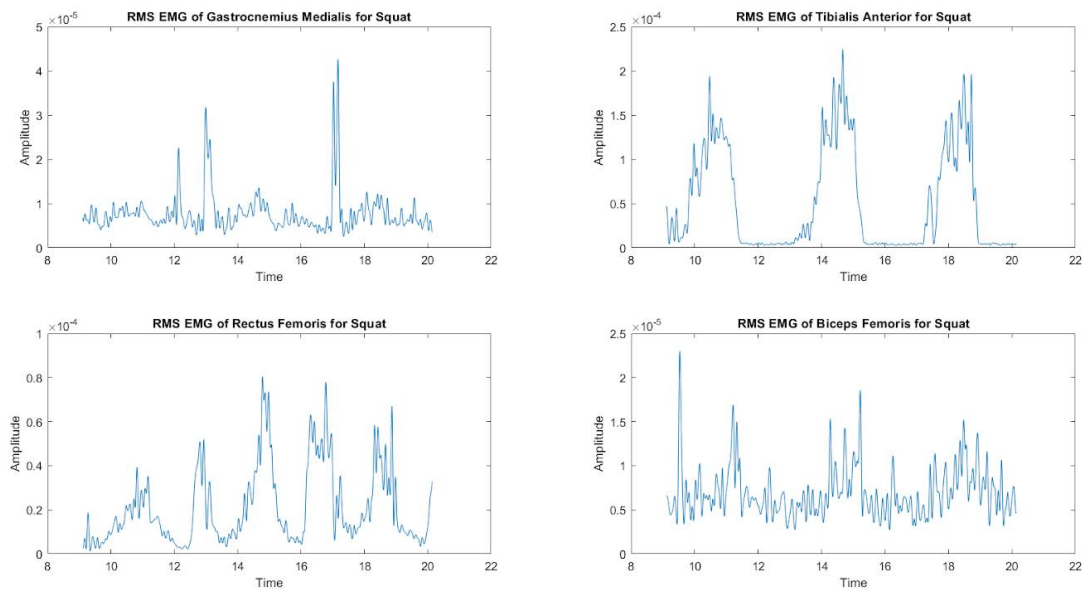 RMS EMG of Gastrocnemius Medialis for Squat
×10⁻⁵
5
4
3
2
1
0
Amplitude
8 10 12 14 16 18 20 22
Time
RMS EMG of Tibialis Anterior for Squat
×10⁻⁴
2.5
2
1.5
1
0.5
0
Amplitude
8 10 12 14 16 18 20 22
Time
RMS EMG of Rectus Femoris for Squat
×10⁻⁴
1
0.8
0.6
0.4
0.2
0
Amplitude
8 10 12 14 16 18 20 22
Time
RMS EMG of Biceps Femoris for Squat
×10⁻⁵
2.5
2
1.5
1
0.5
0
Amplitude
8 10 12 14 16 18 20 22
Time